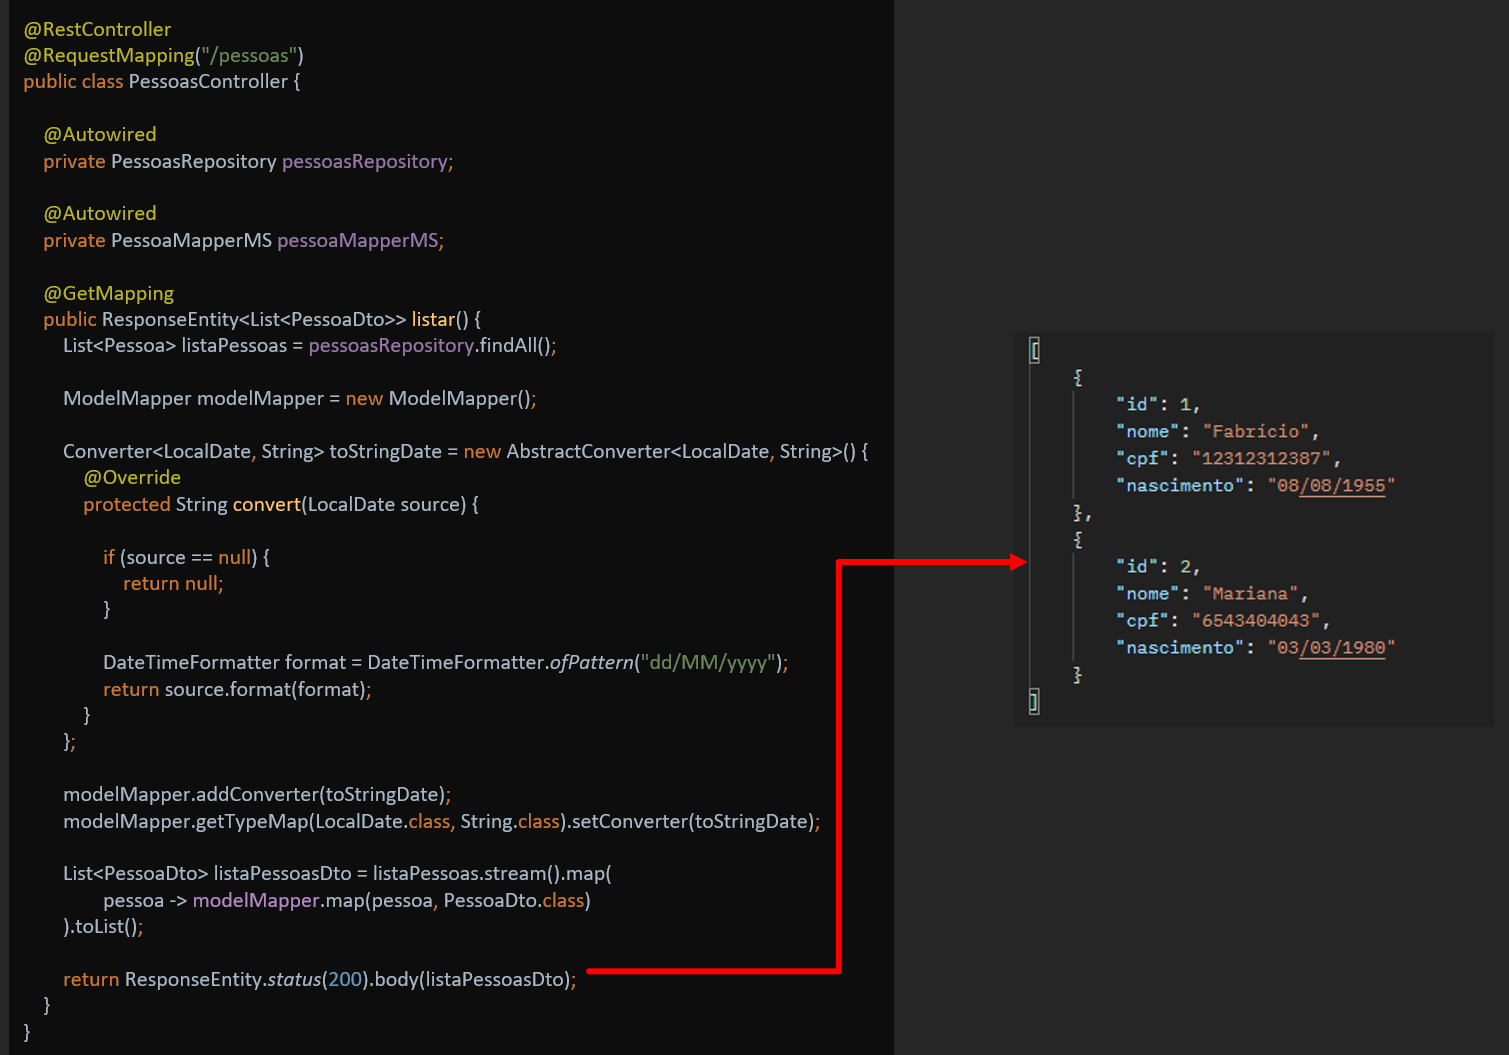 @RestController
@RequestMapping("/pessoas")
public class PessoasController {
@Autowired
private PessoasRepository pessoasRepository;
@Autowired
private PessoaMapperMS pessoaMapperMS;
@GetMapping
public ResponseEntity<List<PessoaDto>> listar() {
List<Pessoa> listaPessoas = pessoasRepository.findAll();
ModelMapper modelMapper = new ModelMapper();
Converter<LocalDate, String> toStringDate = new AbstractConverter<LocalDate, String>() {
@Override
protected String convert(LocalDate source) {
if (source == null) {
return null;
}
DateTimeFormatter format = DateTimeFormatter.ofPattern("dd/MM/yyyy");
return source.format(format);
}
};
modelMapper.addConverter(toStringDate);
modelMapper.getTypeMap(LocalDate.class, String.class).setConverter(toStringDate);
List<PessoaDto> listaPessoasDto = listaPessoas.stream().map(
pessoa -> modelMapper.map(pessoa, PessoaDto.class)
).toList();
return ResponseEntity.status(200).body(listaPessoasDto);
}
}
[
{
"id": 1,
"nome": "Fabrício",
"cpf": "12312312387",
"nascimento": "08/08/1955"
},
{
"id": 2,
"nome": "Mariana",
"cpf": "6543404043",
"nascimento": "03/03/1980"
}
]